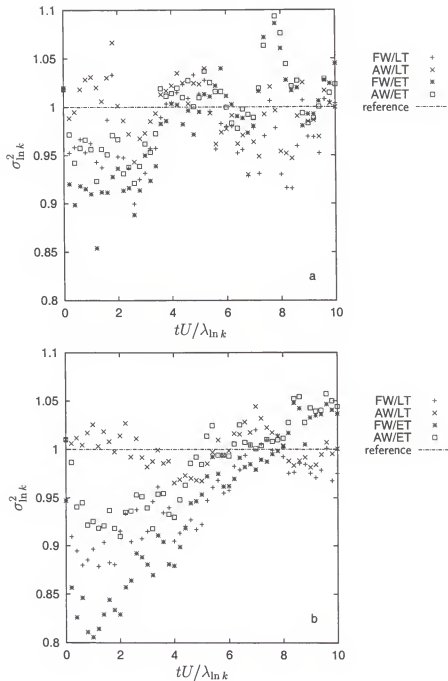 1.1
1.05
1
0.95
0.9
0.85
0.8
σ²ln k
0 2 4 6 8 10
tU/λln k
a
FW/LT +
AW/LT ×
FW/ET ✱
AW/ET □
reference
1.1
1.05
1
0.95
0.9
0.85
0.8
σ²ln k
0 2 4 6 8 10
tU/λln k
b
FW/LT +
AW/LT ×
FW/ET ✱
AW/ET □
reference